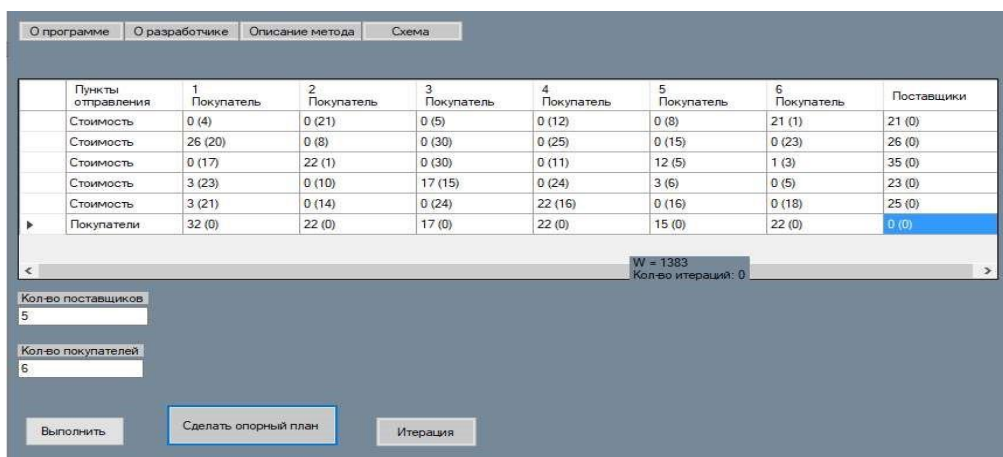 О программе О разработчике Описание метода Схема
Пункты отправления 1 Покупатель 2 Покупатель 3 Покупатель 4 Покупатель 5 Покупатель 6 Покупатель Поставщики
Стоимость 0 (4) 0 (21) 0 (5) 0 (12) 0 (8) 21 (1) 21 (0)
Стоимость 26 (20) 0 (8) 0 (30) 0 (25) 0 (15) 0 (23) 26 (0)
Стоимость 0 (17) 22 (1) 0 (30) 0 (11) 12 (5) 1 (3) 35 (0)
Стоимость 3 (23) 0 (10) 17 (15) 0 (24) 3 (6) 0 (5) 23 (0)
Стоимость 3 (21) 0 (14) 0 (24) 22 (16) 0 (16) 0 (18) 25 (0)
Покупатели 32 (0) 22 (0) 17 (0) 22 (0) 15 (0) 22 (0) 0 (0)
W = 1383
Кол-во итераций: 0
Кол-во поставщиков
5
Кол-во покупателей
6
Выполнить Сделать опорный план Итерация